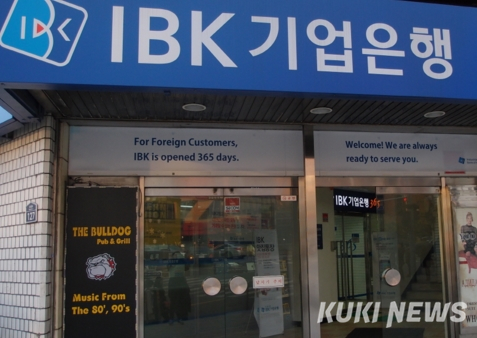 IBK 기업은행
For Foreign Customers,
IBK is opened 365 days.
Welcome! We are always
ready to serve you.
IBK기업은행 365
THE BULLDOG
Pub & Grill
Music From
The 80', 90's
KUKI NEWS